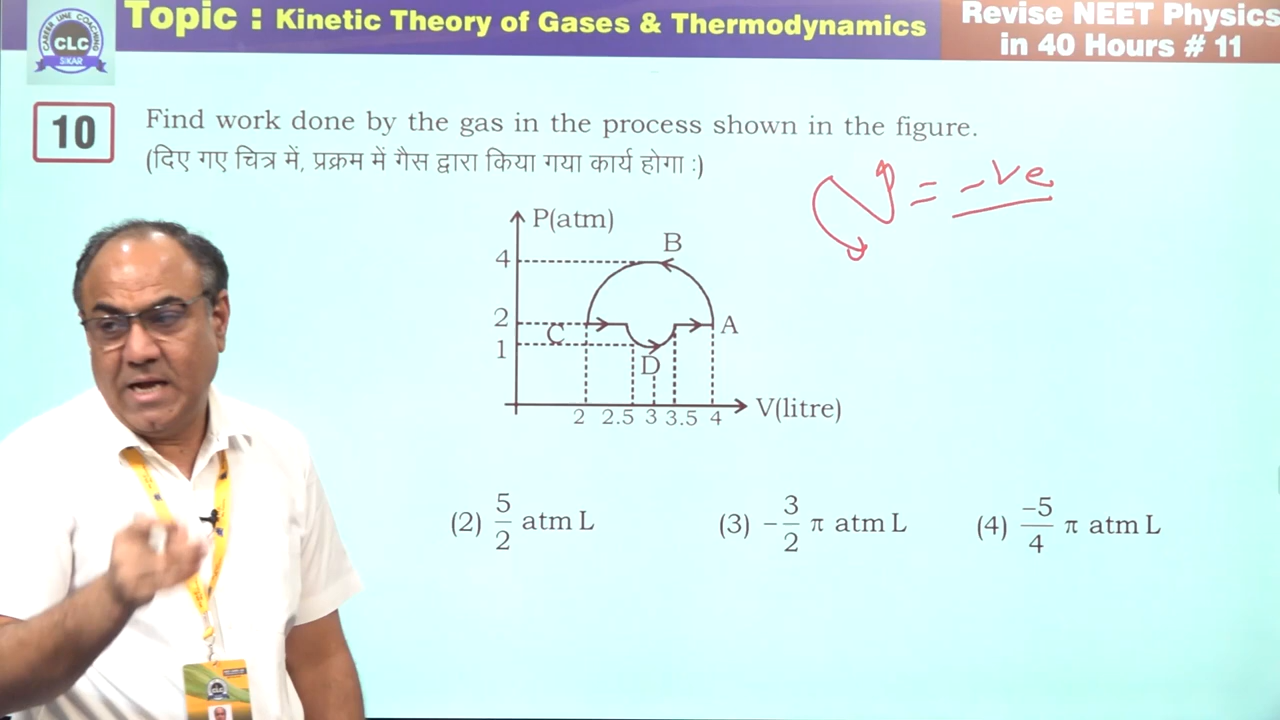 Topic : Kinetic Theory of Gases & Thermodynamics
Revise NEET Physics
in 40 Hours # 11
CAREER LINE COACHING
CLC
SIKAR
10
Find work done by the gas in the process shown in the figure.
(दिए गए चित्र में, प्रक्रम में गैस द्वारा किया गया कार्य होगा :)
= -ve
P(atm)
B
4
2
C
A
1
D
2 2.5 3 3.5 4
V(litre)
(2) 5/2 atm L
(3) -3/2 π atm L
(4) -5/4 π atm L
CLC